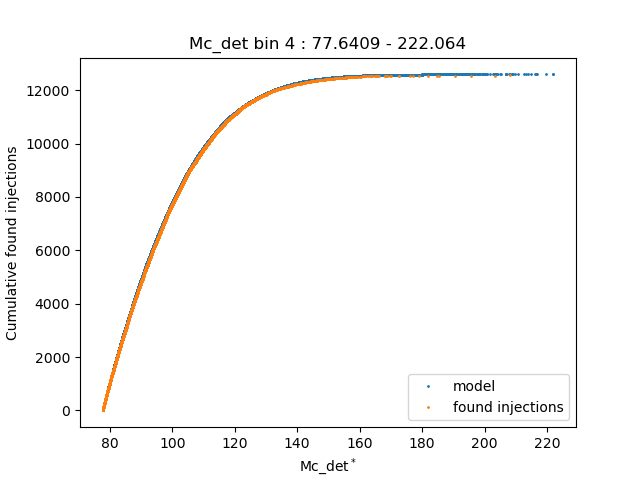 Mc_det bin 4 : 77.6409 - 222.064
Cumulative found injections
12000
10000
8000
6000
4000
2000
0
80 100 120 140 160 180 200 220
Mc_det*
model
found injections